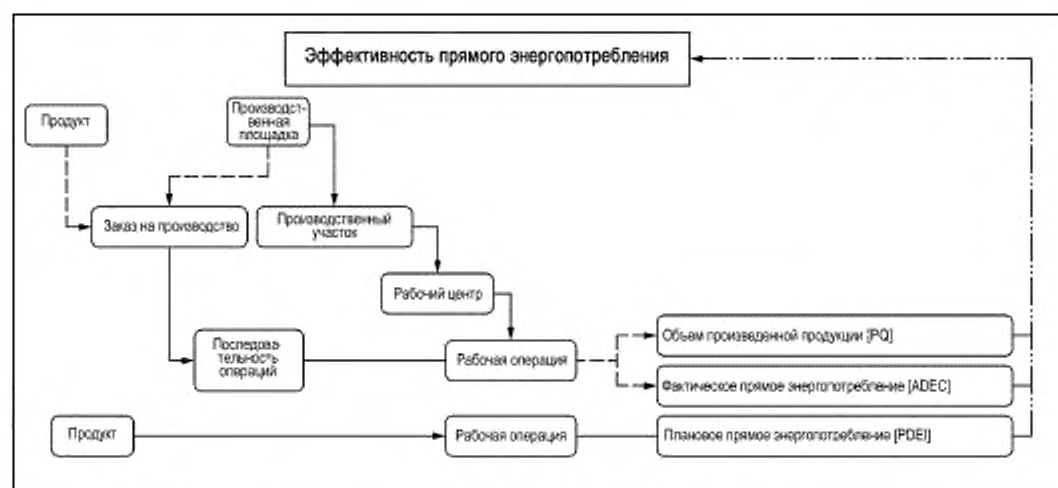 Эффективность прямого энергопотребления
Продукт
Производст-
венная
площадка
Заказ на производство
Производственный
участок
Рабочий центр
Последова-
тельность
операций
Рабочая операция
Объем произведенной продукции [PQ]
Фактическое прямое энергопотребление [ADEC]
Продукт
Рабочая операция
Плановое прямое энергопотребление [PDEI]